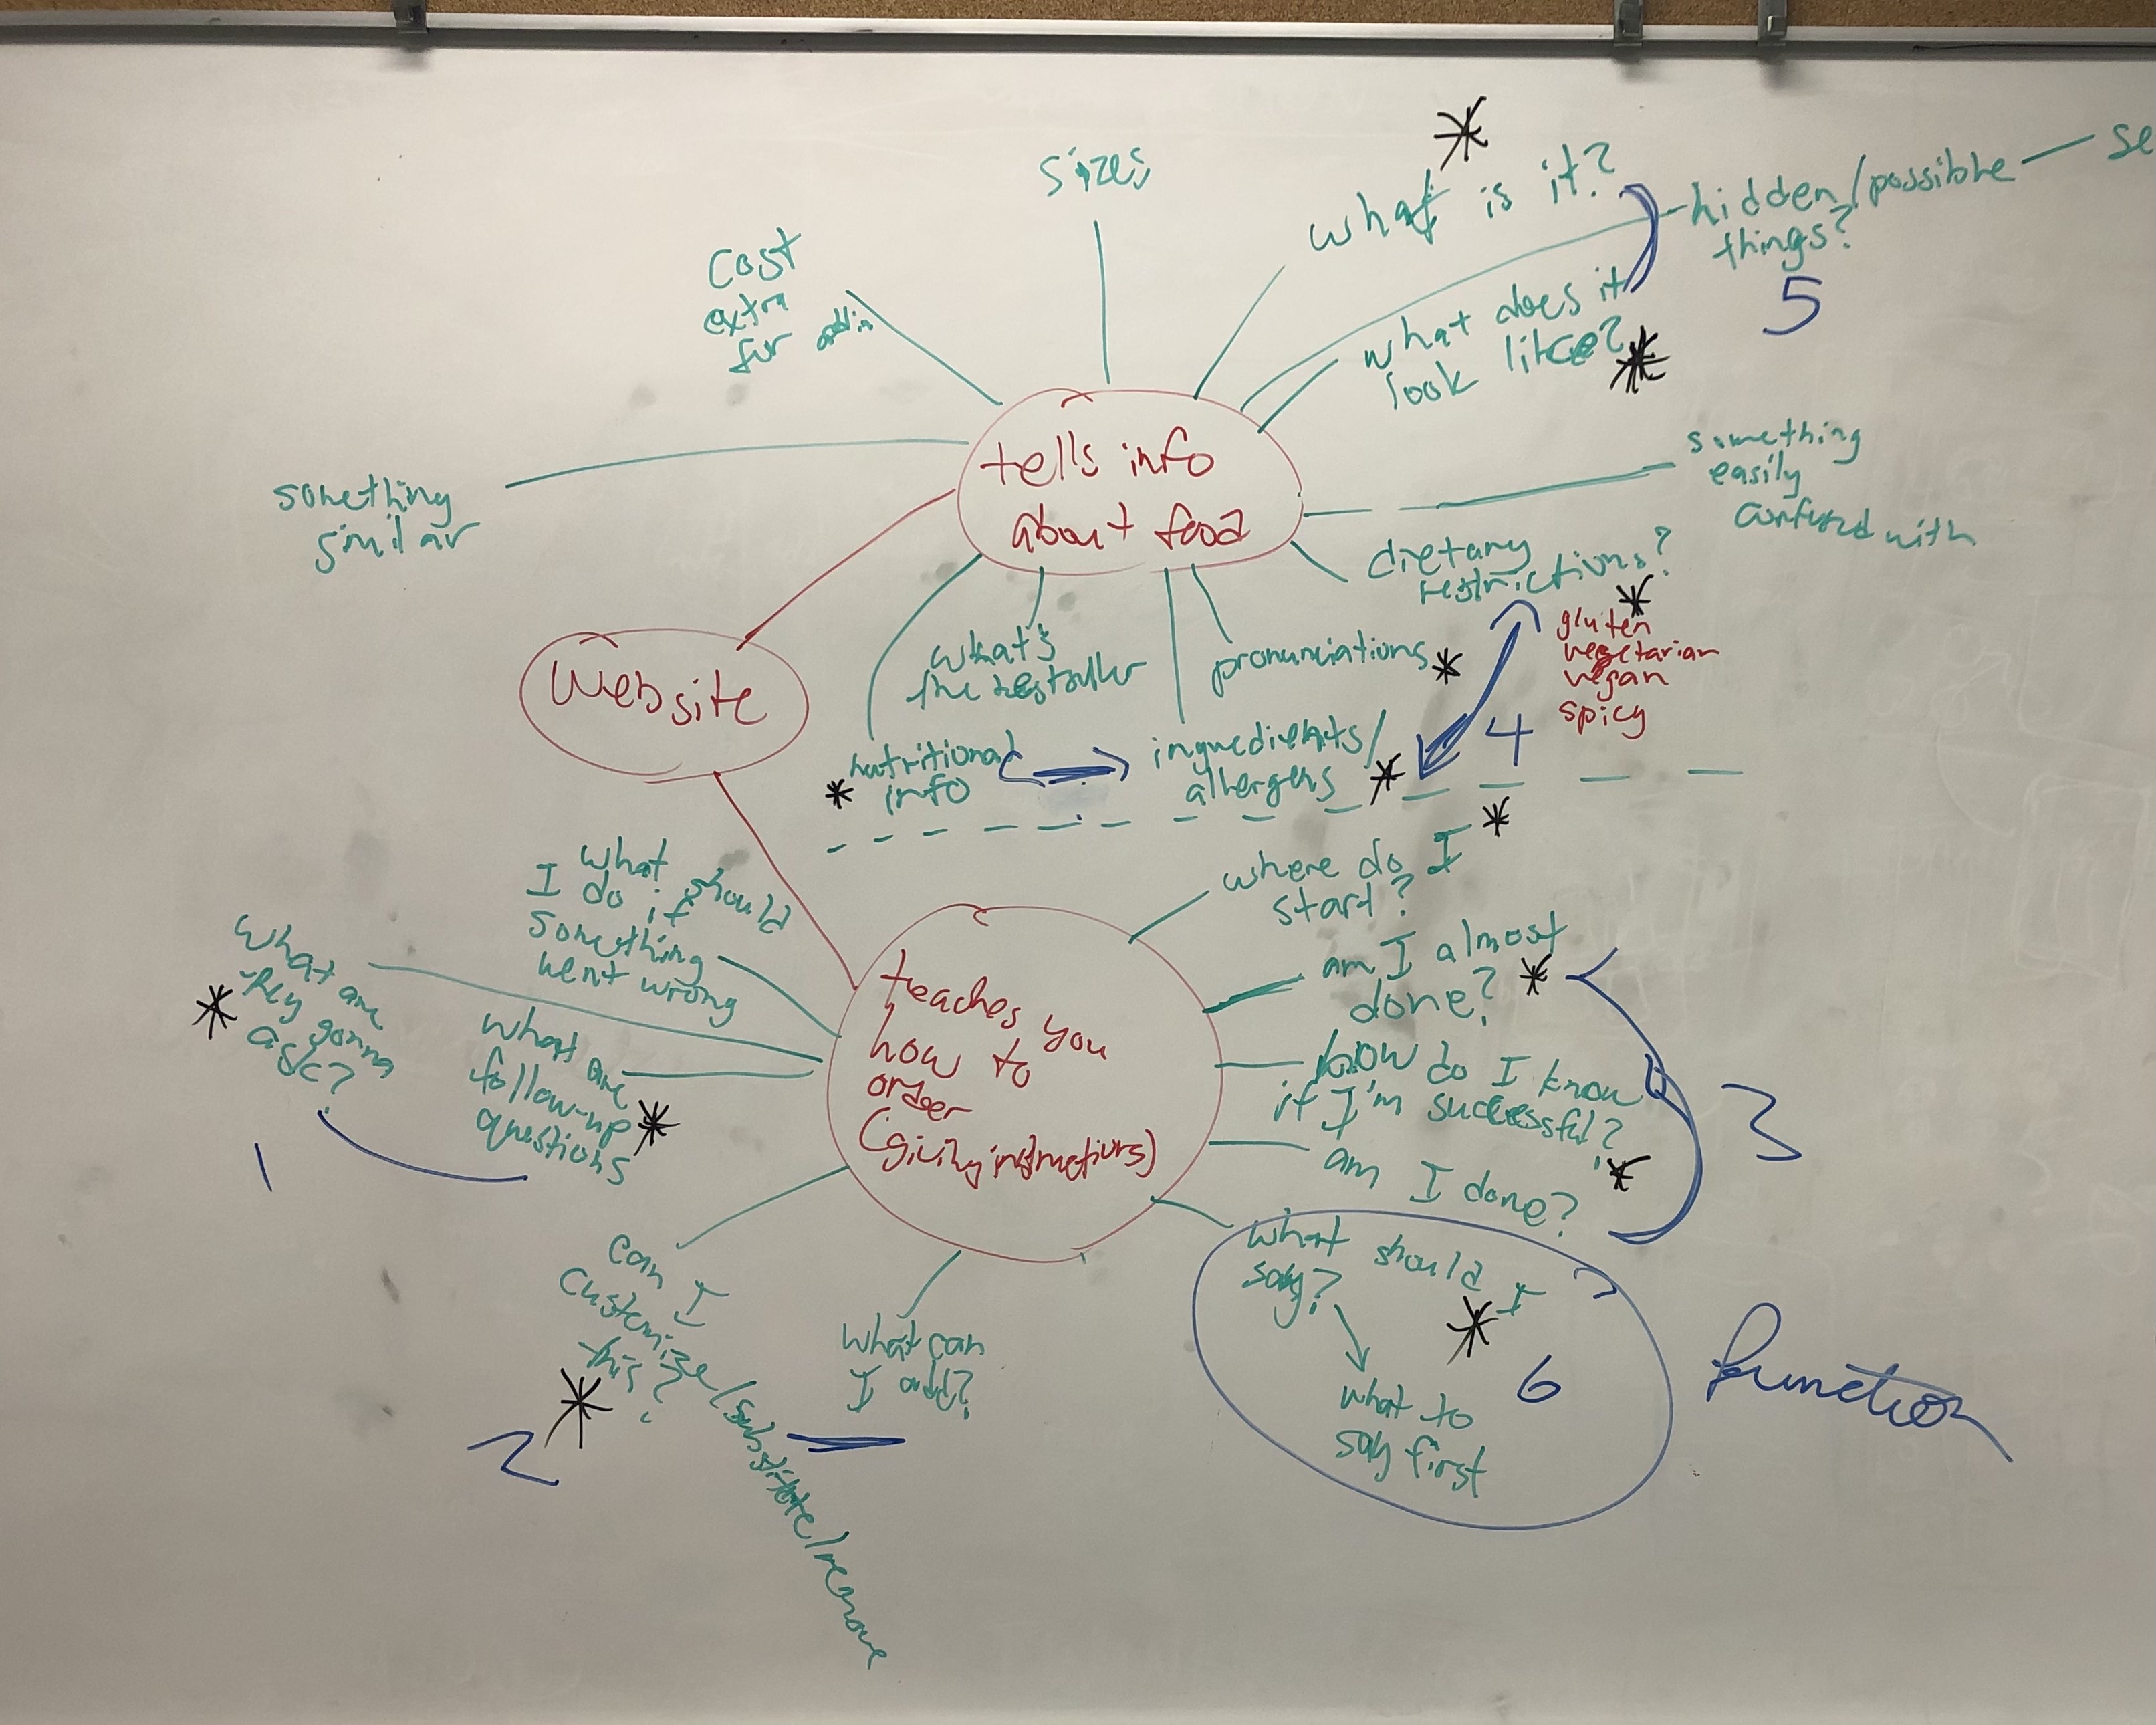 sizes
what is it?
hidden/possible
things?
5
se
cost
extra
for
what does it
look like?
something
similar
tells info
about food
something
easily
confused with
dietary
restrictions?
gluten
vegetarian
vegan
spicy
website
what's
the
pronunciations
nutritional
info
ingredients/
allergens
4
what should
I do if
something
went wrong
where do I
start?
am I almost
done?
how do I know
if I'm successful?
am I done?
3
what are
they gonna
ask?
1
what are
follow-up
questions
teaches you
how to
order
(giving instructions)
can I
customize/substitute/remove
this?
2
what can
I add?
what should I
say?
what to
say first
6
function